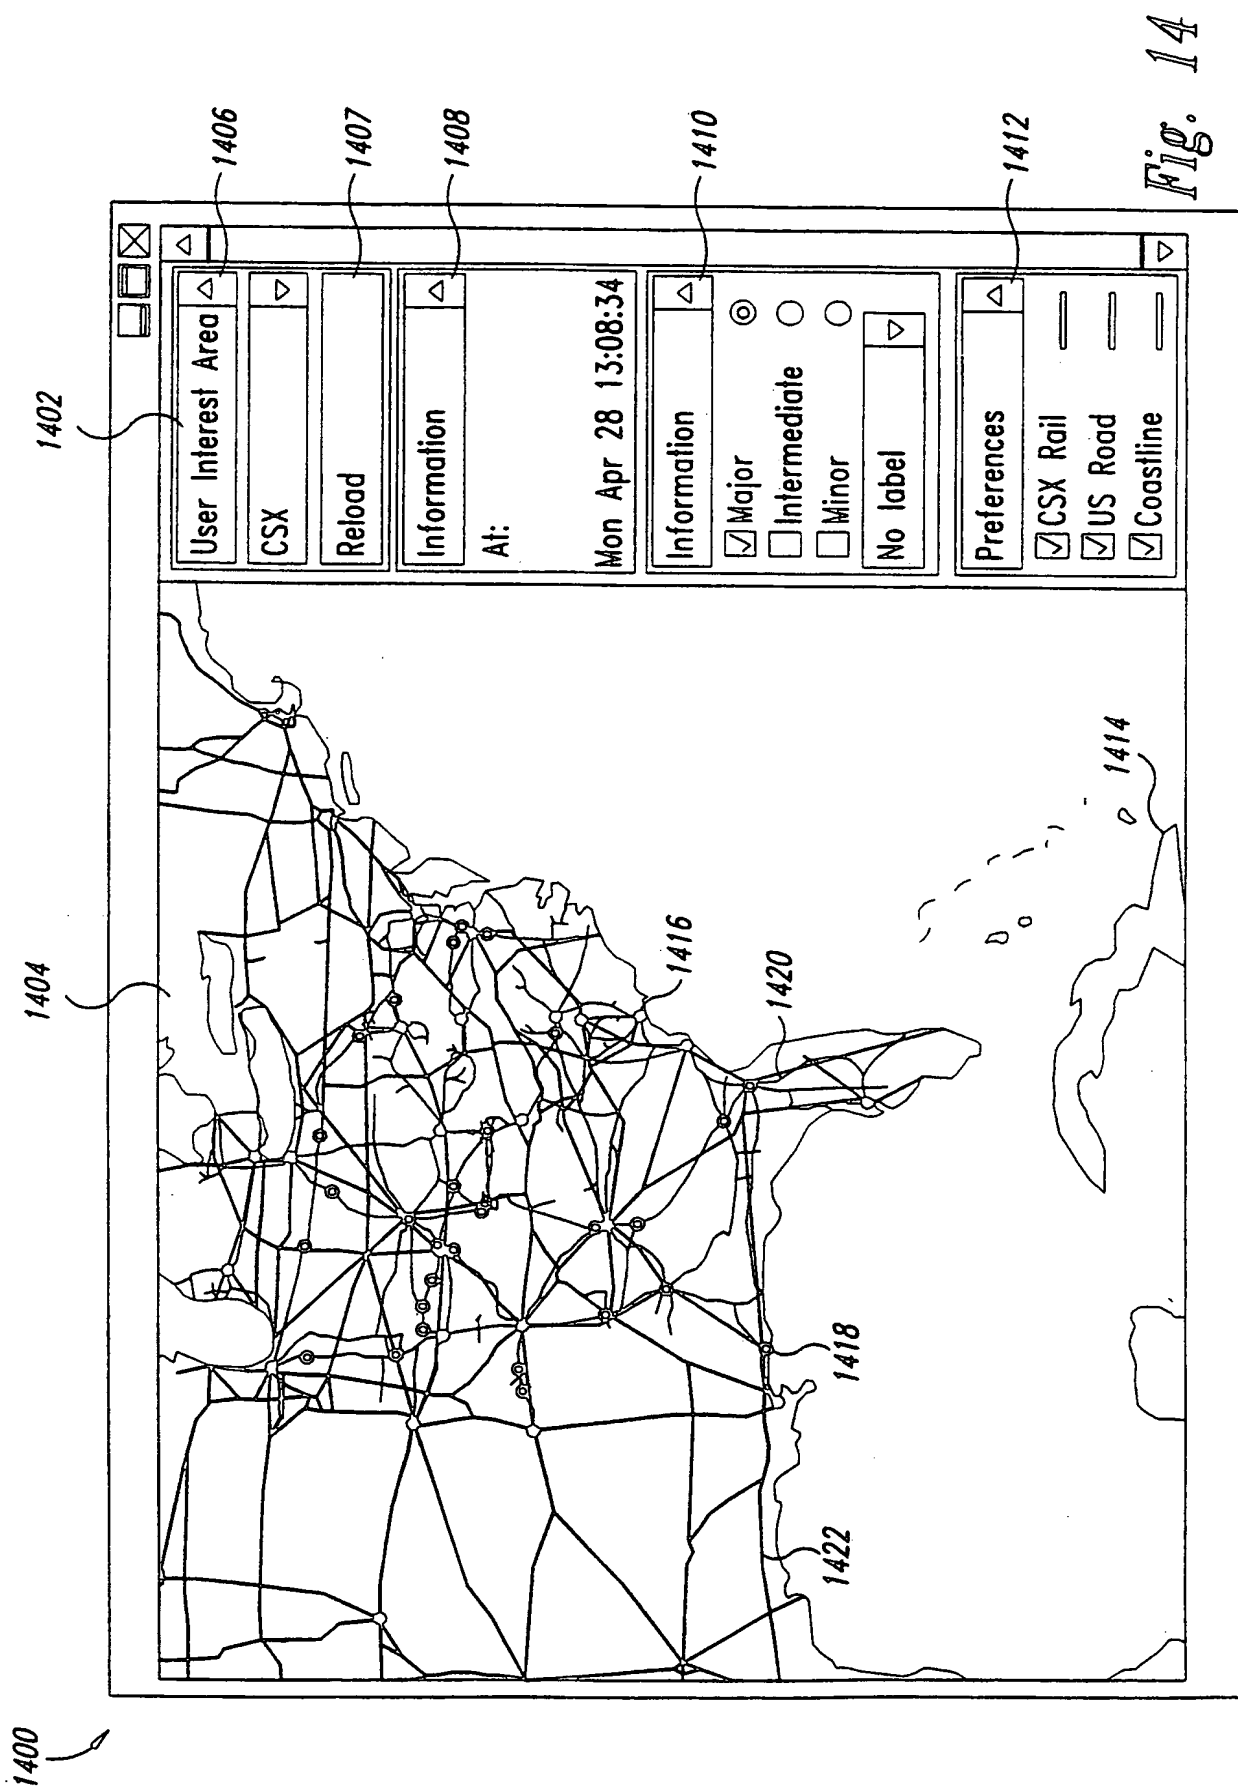 1400
1404
1402
User Interest Area
1406
CSX
Reload
1407
Information
1408
At:
Mon Apr 28 13:08:34
Information
1410
Major
Intermediate
Minor
No label
Preferences
1412
CSX Rail
US Road
Coastline
1414
1416
1420
1418
1422
Fig. 14